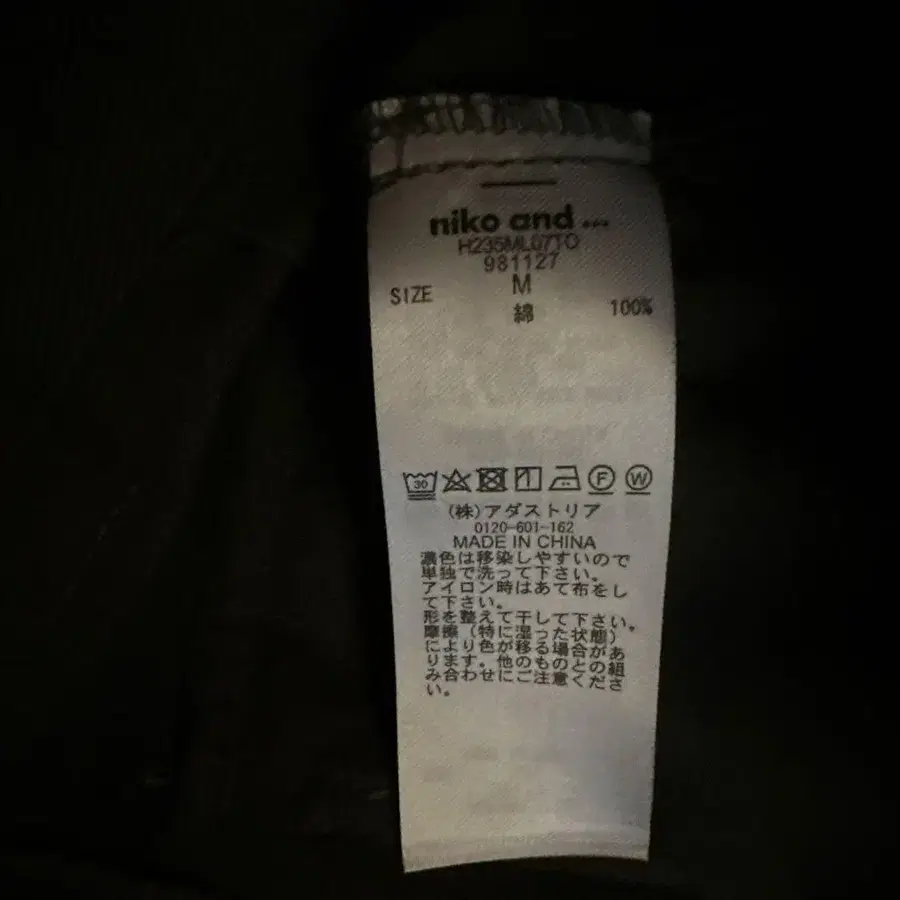 niko and ...
H235ML071O
981127
SIZE M
綿 100%
30
F W
(株)アダストリア
0120-601-162
MADE IN CHINA
濃色は移染しやすいので
単独で洗って下さい。
アイロン時はあて布をし
て下さい。
形を整えて干して下さい。
摩擦(特に湿った状態)
により色が移る場合があ
ります。他のものとの組
み合わせにご注意くださ
い。